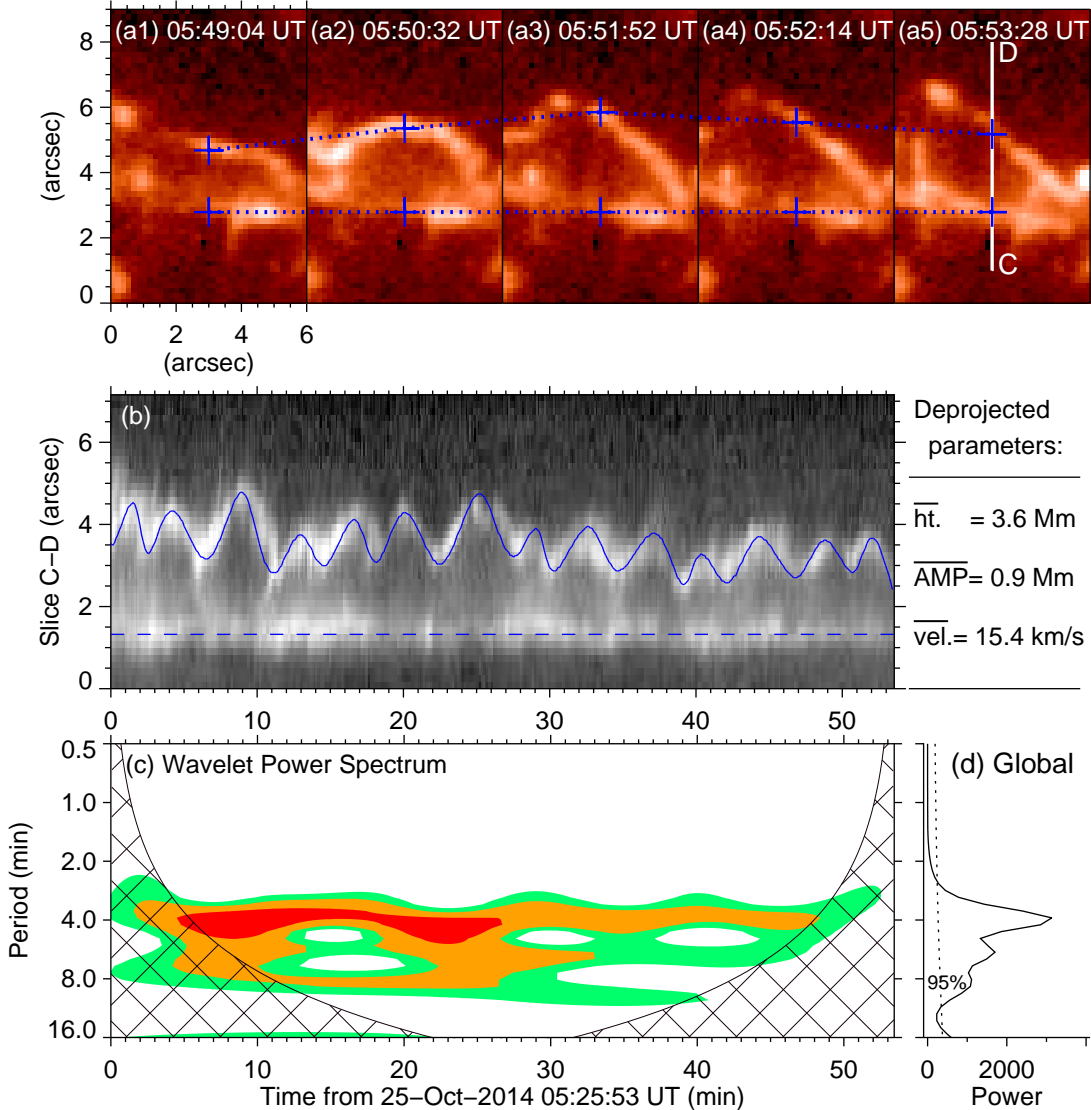 (a1) 05:49:04 UT (a2) 05:50:32 UT (a3) 05:51:52 UT (a4) 05:52:14 UT (a5) 05:53:28 UT
D
8
6
4
2
0
(arcsec)
C
0 2 4 6
(arcsec)
(b)
6
4
2
0
Slice C–D (arcsec)
0 10 20 30 40 50
Deprojected
parameters:
ht. = 3.6 Mm
AMP= 0.9 Mm
vel.= 15.4 km/s
(c) Wavelet Power Spectrum
0.5
1.0
2.0
4.0
8.0
16.0
Period (min)
0 10 20 30 40 50
Time from 25–Oct–2014 05:25:53 UT (min)
(d) Global
95%
0 2000
Power